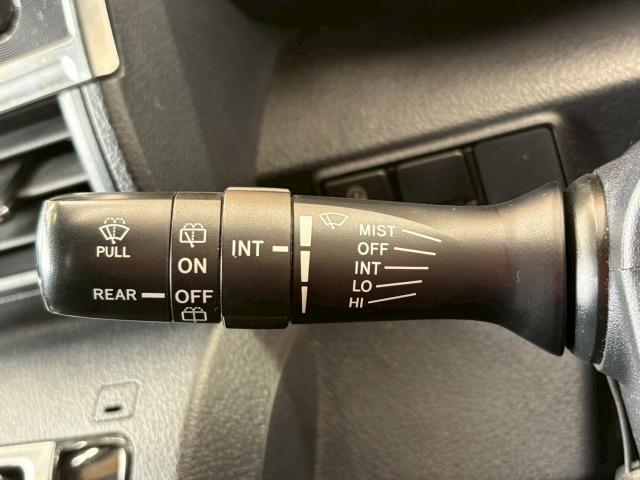 PULL
REAR
ON
OFF
INT
MIST
OFF
INT
LO
HI